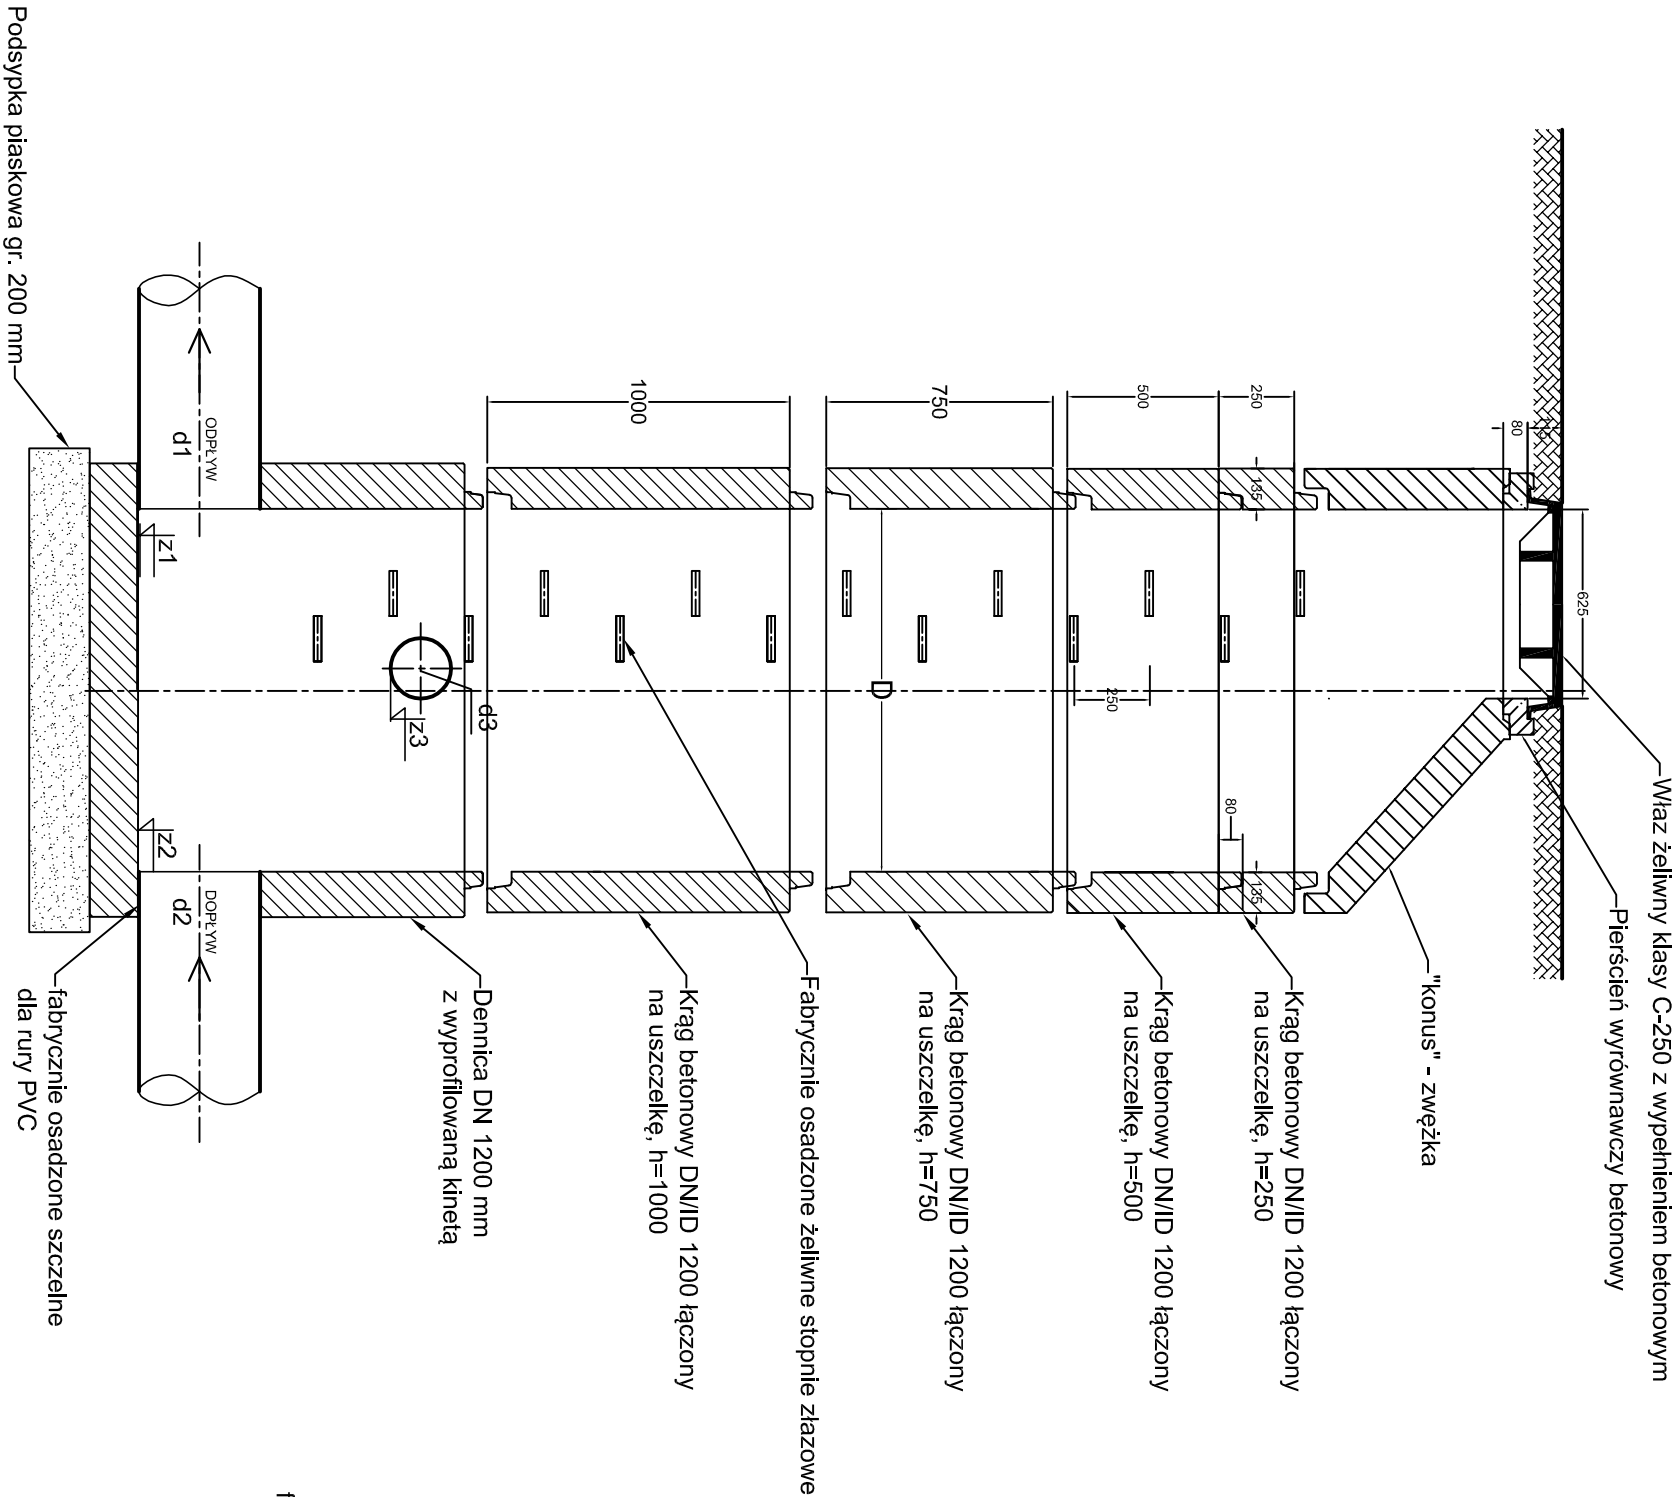 Właz żeliwny klasy C-250 z wypełnieniem betonowym
Pierścień wyrównawczy betonowy
"konus" - zwężka
Krąg betonowy DN/ID 1200 łączony
na uszczelkę, h=250
Krąg betonowy DN/ID 1200 łączony
na uszczelkę, h=500
Krąg betonowy DN/ID 1200 łączony
na uszczelkę, h=750
Fabrycznie osadzone żeliwne stopnie złazowe
Krąg betonowy DN/ID 1200 łączony
na uszczelkę, h=1000
Dennica DN 1200 mm
z wyprofilowaną kinetą
fabrycznie osadzone szczelne
dla rury PVC
Podsypka piaskowa gr. 200 mm
625
80
250
135
500
80
135
250
750
D
1000
d3
z3
z1
z2
ODPŁYW
d1
DOPŁYW
d2